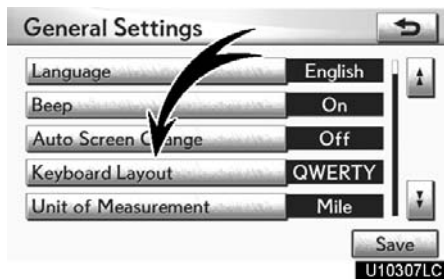 General Settings
Language English
Beep On
Auto Screen Change Off
Keyboard Layout QWERTY
Unit of Measurement Mile
Save
U10307LC